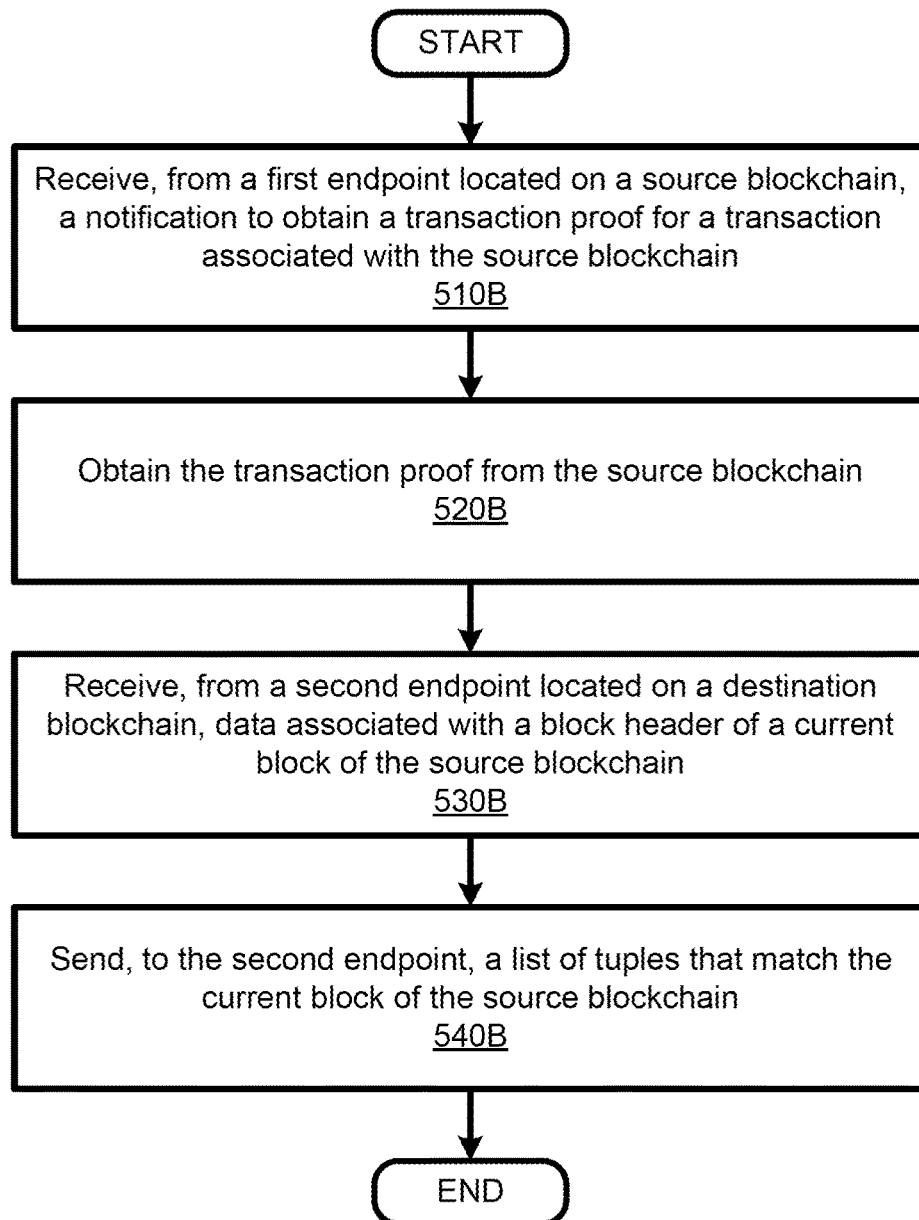 START
Receive, from a first endpoint located on a source blockchain,
a notification to obtain a transaction proof for a transaction
associated with the source blockchain
510B
Obtain the transaction proof from the source blockchain
520B
Receive, from a second endpoint located on a destination
blockchain, data associated with a block header of a current
block of the source blockchain
530B
Send, to the second endpoint, a list of tuples that match the
current block of the source blockchain
540B
END